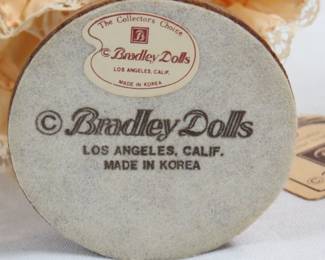 The Collectors Choice
B
© Bradley Dolls
LOS ANGELES, CALIF.
MADE IN KOREA
© Bradley Dolls
LOS ANGELES, CALIF.
MADE IN KOREA